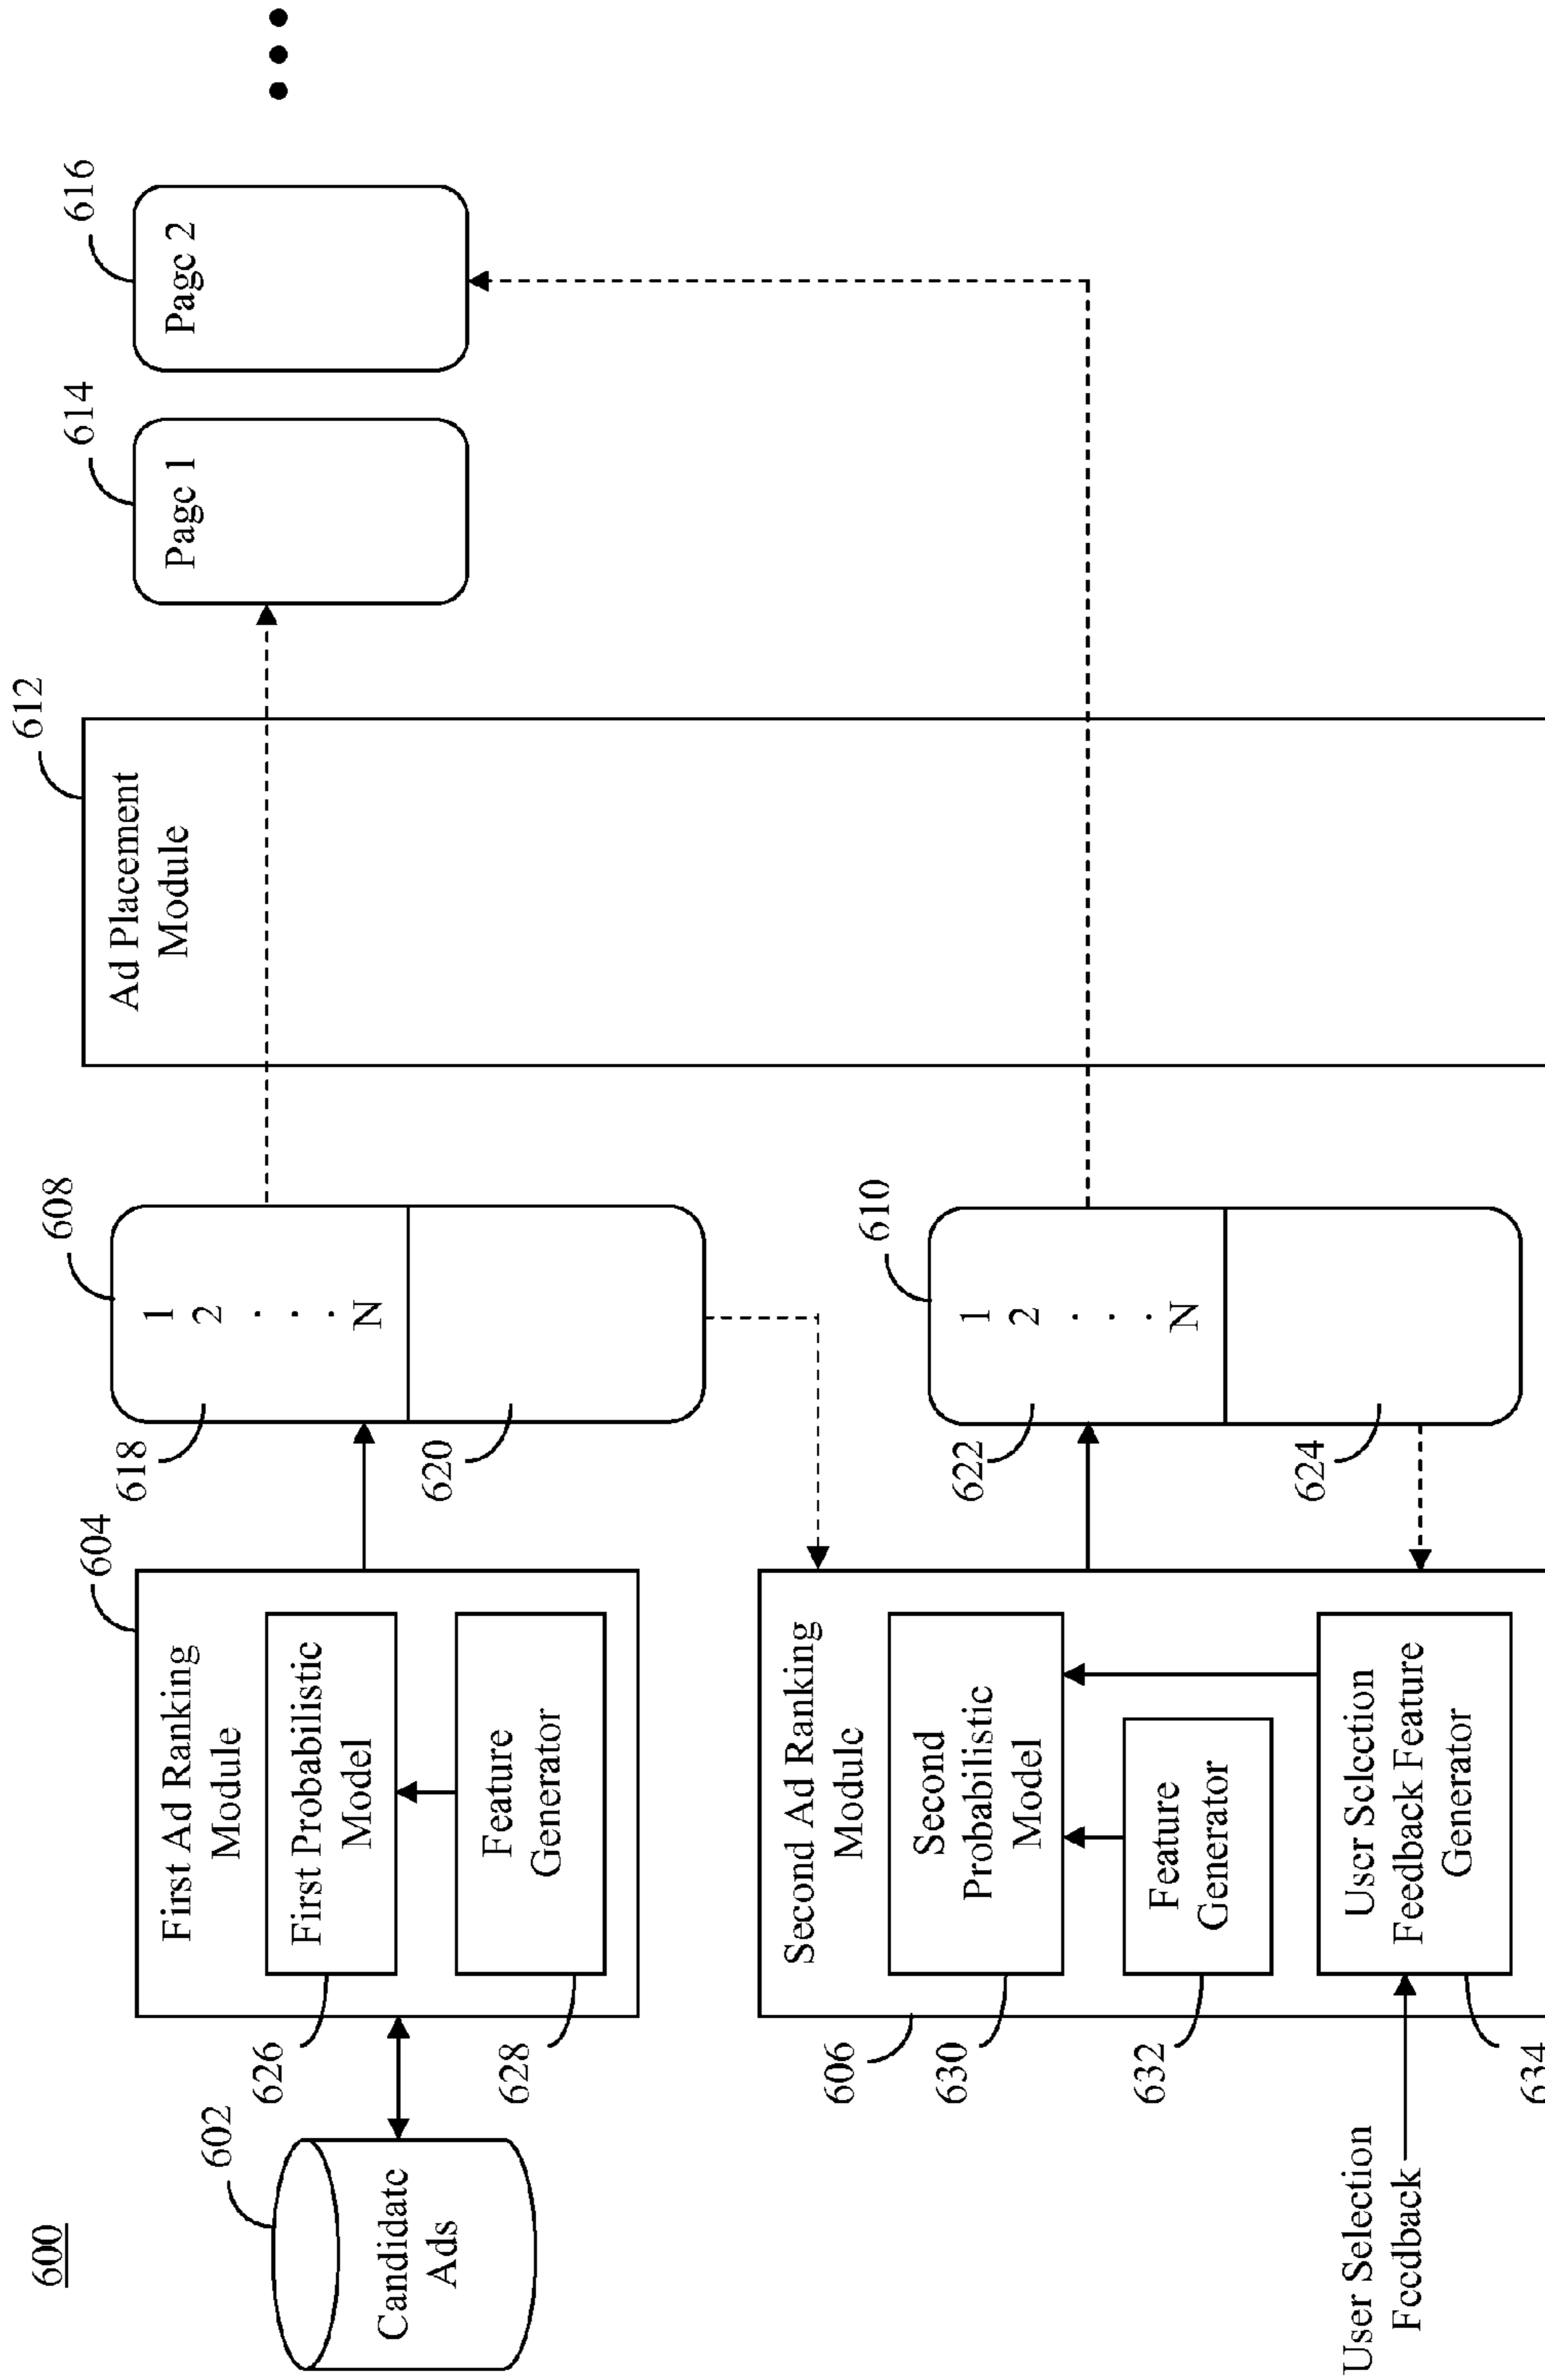 600
602
Candidate
Ads
604
First Ad Ranking
Module
First Probabilistic
Model
626
Feature
Generator
628
608
1
2
. . .
N
618
620
612
Ad Placement
Module
614
Page 1
616
Page 2
606
Second Ad Ranking
Module
Second
Probabilistic
Model
630
Feature
Generator
632
User Selection
Feedback Feature
Generator
634
User Selection
Feedback
610
1
2
. . .
N
622
624